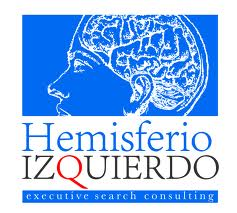 Hemisferio
IZQUIERDO
executive search consulting